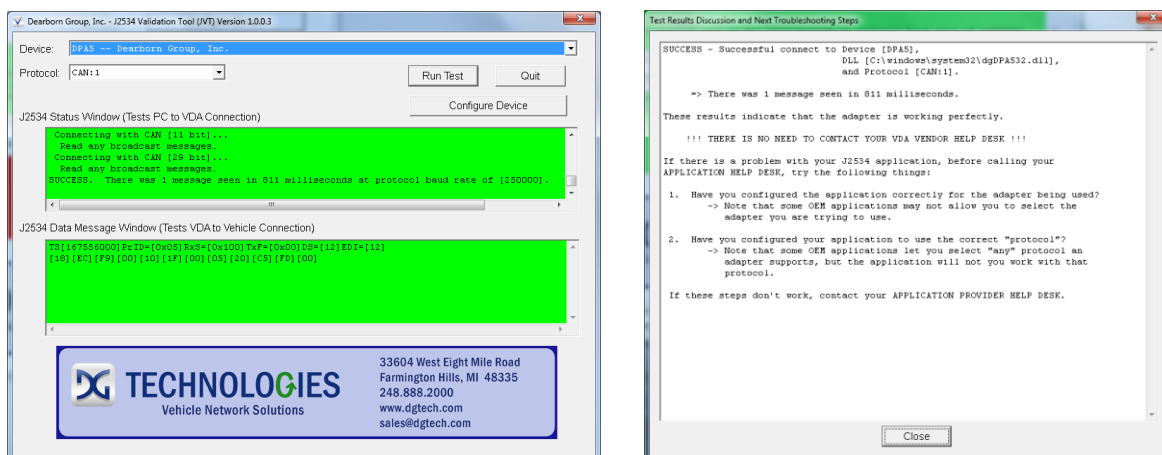 Dearborn Group, Inc. - J2534 Validation Tool (JVT) Version 1.0.0.3
Device: DPA5 -- Dearborn Group, Inc.
Protocol: CAN:1
Run Test Quit
Configure Device
J2534 Status Window (Tests PC to VDA Connection)
Connecting with CAN [11 bit]...
Read any broadcast messages.
Connecting with CAN [29 bit]...
Read any broadcast messages.
SUCCESS. There was 1 message seen in 811 milliseconds at protocol baud rate of [250000].
J2534 Data Message Window (Tests VDA to Vehicle Connection)
TS[167556000]PrID=[0x05]RxS=[0x100]TxF=[0x00]DS=[12]EDI=[12]
[18][EC][F9][00][10][1F][00][05][20][C5][FD][00]
DG TECHNOLOGIES
Vehicle Network Solutions
33604 West Eight Mile Road
Farmington Hills, MI 48335
248.888.2000
www.dgtech.com
sales@dgtech.com
Test Results Discussion and Next Troubleshooting Steps
SUCCESS - Successful connect to Device [DPA5],
DLL [C:\windows\system32\dgDPA532.dll],
and Protocol [CAN:1].
=> There was 1 message seen in 811 milliseconds.
These results indicate that the adapter is working perfectly.
!!! THERE IS NO NEED TO CONTACT YOUR VDA VENDOR HELP DESK !!!
If there is a problem with your J2534 application, before calling your
APPLICATION HELP DESK, try the following things:
1. Have you configured the application correctly for the adapter being used?
-> Note that some OEM applications may not allow you to select the
adapter you are trying to use.
2. Have you configured your application to use the correct "protocol"?
-> Note that some OEM applications let you select "any" protocol an
adapter supports, but the application will not you work with that
protocol.
If these steps don't work, contact your APPLICATION PROVIDER HELP DESK.
Close